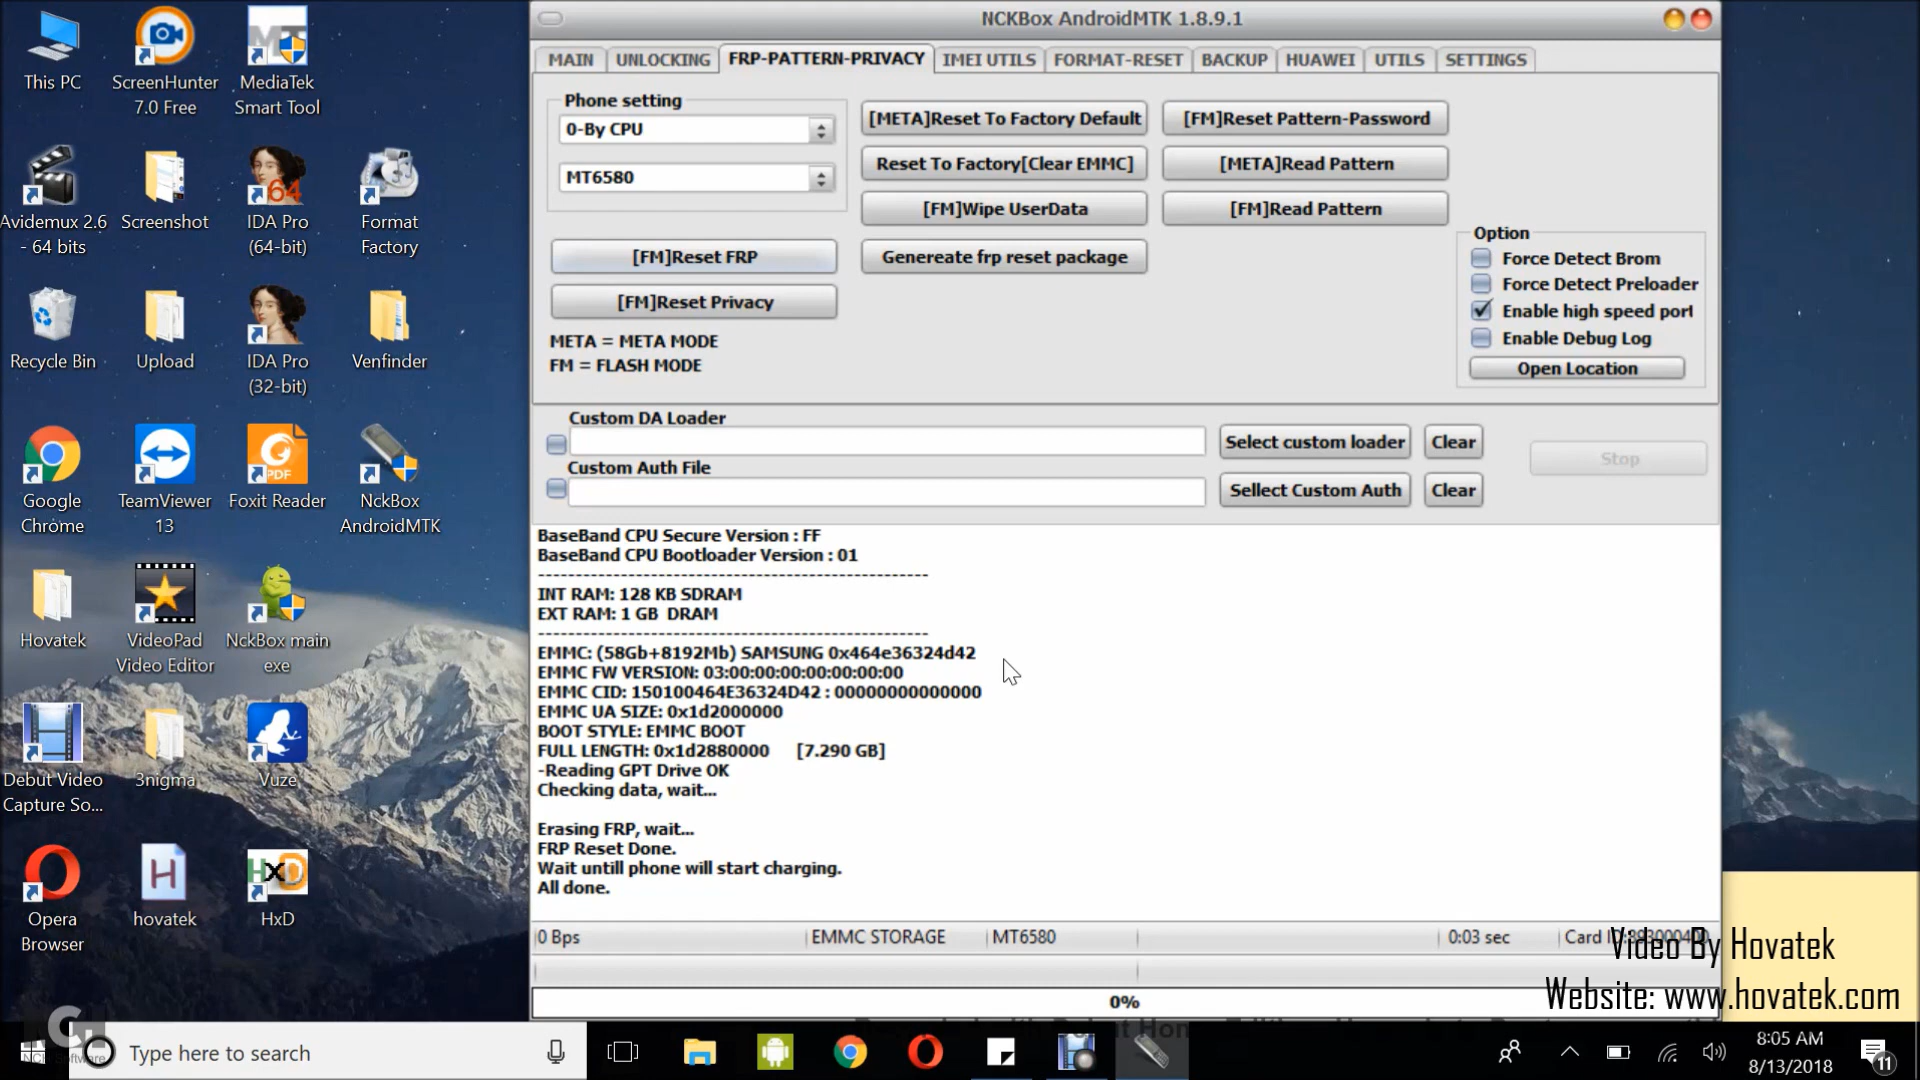 This PC
ScreenHunter
7.0 Free
MediaTek
Smart Tool
Avidemux 2.6
- 64 bits
Screenshot
64
IDA Pro
(64-bit)
Format
Factory
Recycle Bin
Upload
IDA Pro
(32-bit)
Venfinder
Google
Chrome
TeamViewer
13
PDF
Foxit Reader
NckBox
AndroidMTK
Hovatek
VideoPad
Video Editor
NckBox main
exe
Debut Video
Capture So...
3nigma
Vuze
Opera
Browser
H
hovatek
HxD
HxD
NCKBox AndroidMTK 1.8.9.1
MAIN UNLOCKING FRP-PATTERN-PRIVACY IMEI UTILS FORMAT-RESET BACKUP HUAWEI UTILS SETTINGS
Phone setting
0-By CPU
MT6580
[META]Reset To Factory Default
[FM]Reset Pattern-Password
Reset To Factory[Clear EMMC]
[META]Read Pattern
[FM]Wipe UserData
[FM]Read Pattern
[FM]Reset FRP
Genereate frp reset package
[FM]Reset Privacy
META = META MODE
FM = FLASH MODE
Option
Force Detect Brom
Force Detect Preloader
Enable high speed port
Enable Debug Log
Open Location
Custom DA Loader
Select custom loader
Clear
Custom Auth File
Sellect Custom Auth
Clear
Stop
BaseBand CPU Secure Version : FF
BaseBand CPU Bootloader Version : 01
----------------------------------------------------
INT RAM: 128 KB SDRAM
EXT RAM: 1 GB DRAM
----------------------------------------------------
EMMC: (58Gb+8192Mb) SAMSUNG 0x464e36324d42
EMMC FW VERSION: 03:00:00:00:00:00:00:00
EMMC CID: 150100464E36324D42 : 00000000000000
EMMC UA SIZE: 0x1d2000000
BOOT STYLE: EMMC BOOT
FULL LENGTH: 0x1d2880000 [7.290 GB]
-Reading GPT Drive OK
Checking data, wait...
Erasing FRP, wait...
FRP Reset Done.
Wait untill phone will start charging.
All done.
0 Bps EMMC STORAGE MT6580 0:03 sec Card
0%
Video By Hovatek
Website: www.hovatek.com
Type here to search
8:05 AM
8/13/2018
11